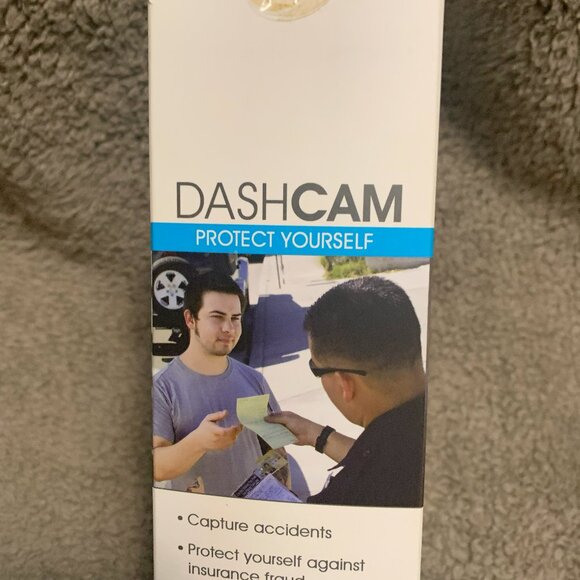 DASHCAM
PROTECT YOURSELF
• Capture accidents
• Protect yourself against
insurance fraud